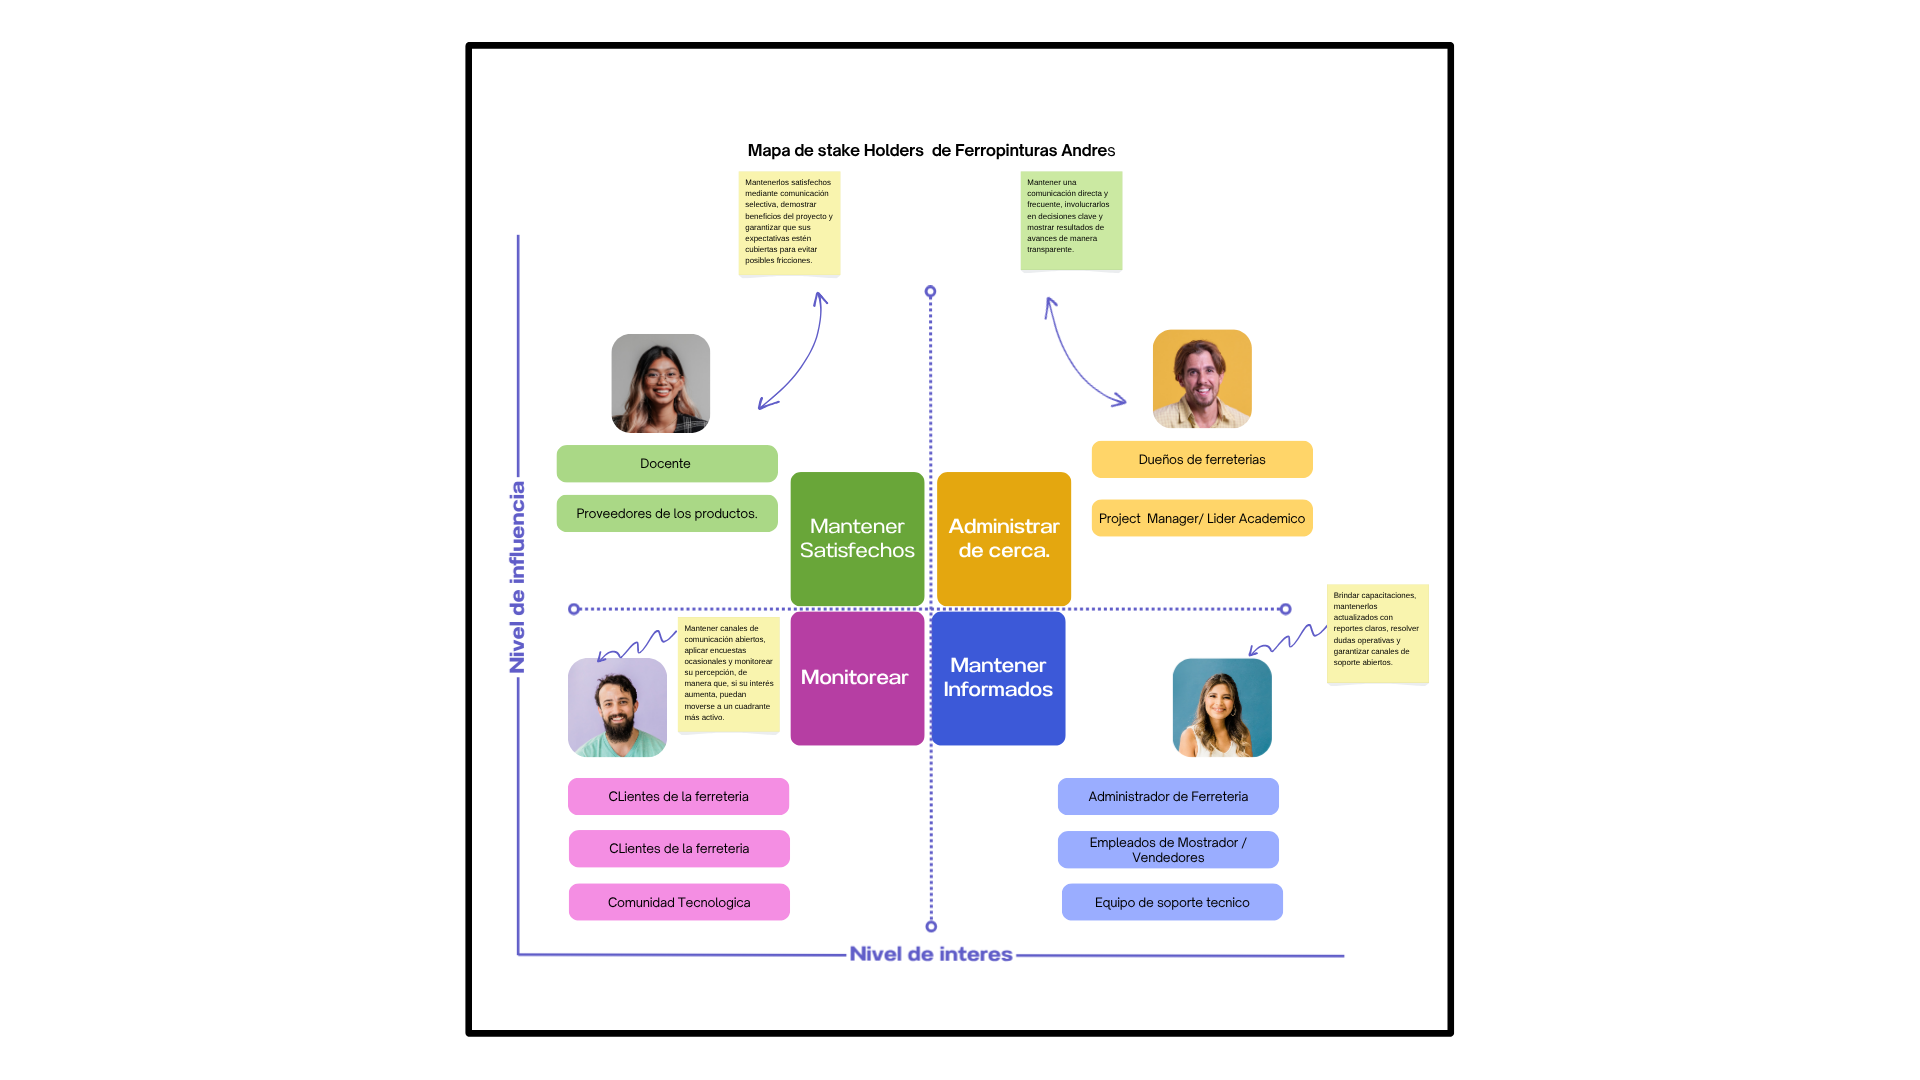 Mapa de stake Holders  de Ferropinturas Andres
Mantenerlos satisfechos
mediante comunicación
selectiva, demostrar
beneficios del proyecto y
garantizar que sus
expectativas estén
cubiertas para evitar
posibles fricciones.
Mantener una
comunicación directa y
frecuente, involucrarlos
en decisiones clave y
mostrar resultados de
avances de manera
transparente.
Nivel de influencia
Docente
Proveedores de los productos.
Mantener
Satisfechos
Administrar
de cerca.
Dueños de ferreterias
Project  Manager/ Lider Academico
Mantener canales de
comunicación abiertos,
aplicar encuestas
ocasionales y monitorear
su percepción, de
manera que, si su interés
aumenta, puedan
moverse a un cuadrante
más activo.
Monitorear
Mantener
Informados
Brindar capacitaciones,
mantenerlos
actualizados con
reportes claros, resolver
dudas operativas y
garantizar canales de
soporte abiertos.
CLientes de la ferreteria
CLientes de la ferreteria
Comunidad Tecnologica
Administrador de Ferreteria
Empleados de Mostrador /
Vendedores
Equipo de soporte tecnico
Nivel de interes